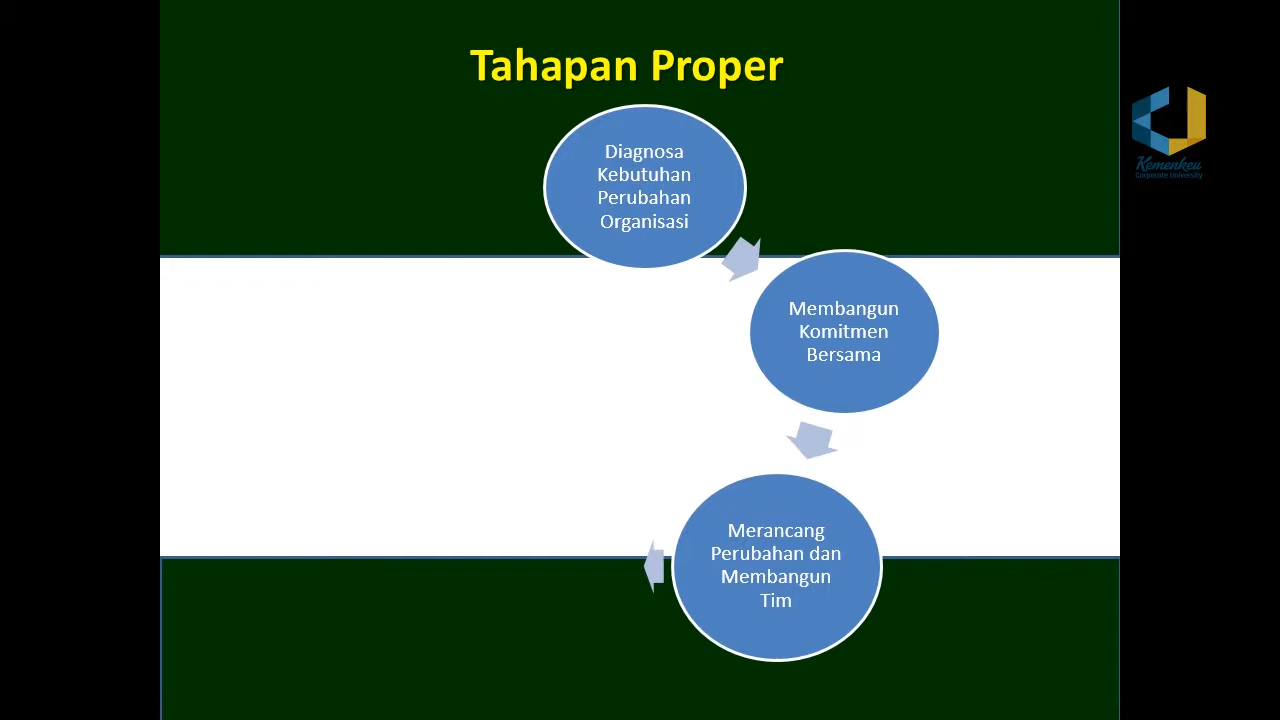 Tahapan Proper
Diagnosa
Kebutuhan
Perubahan
Organisasi
Membangun
Komitmen
Bersama
Merancang
Perubahan dan
Membangun
Tim
Kemenkeu
Corporate University